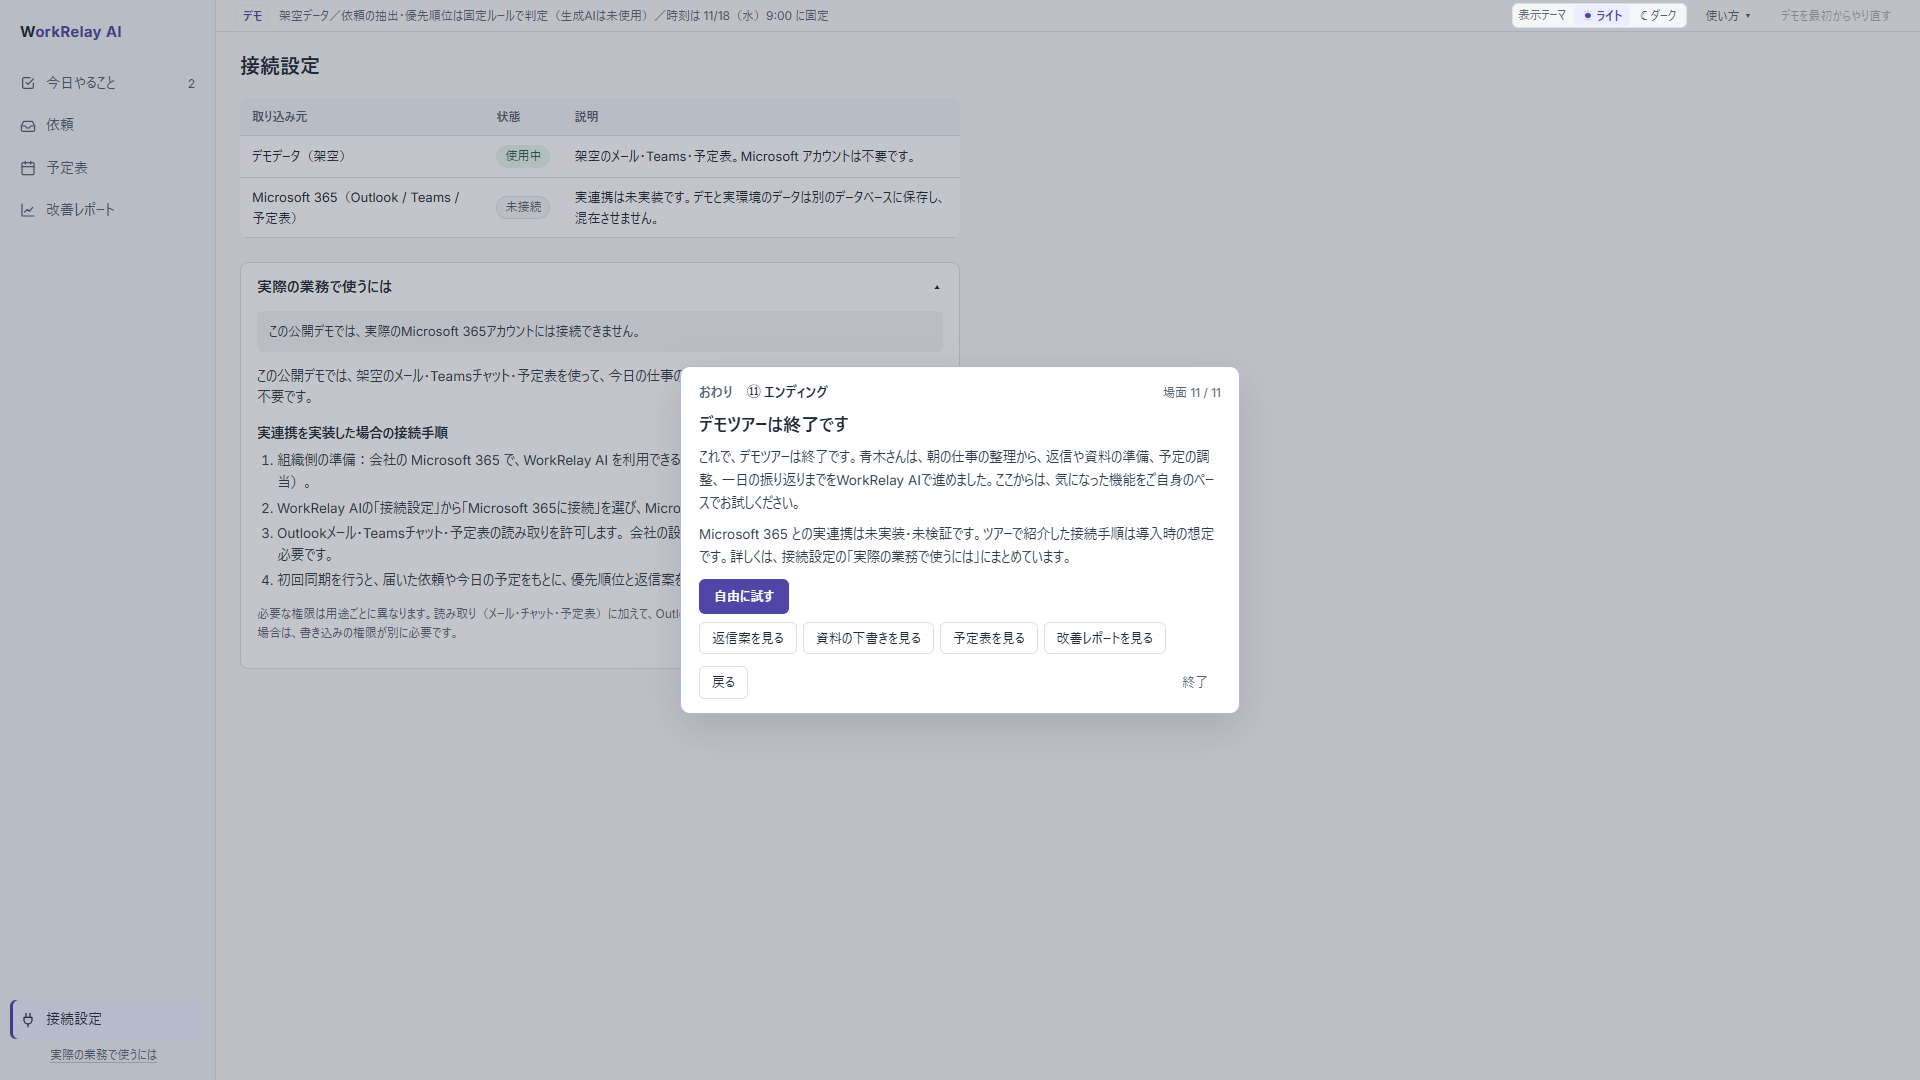 WorkRelay AI
今日やること 2
依頼
予定表
改善レポート
接続設定
実際の業務で使うには
デモ 架空データ／依頼の抽出・優先順位は固定ルールで判定（生成AIは未使用）／時刻は 11/18（水）9:00 に固定
表示テーマ ライト ダーク 使い方 ▾ デモを最初からやり直す
接続設定
取り込み元 状態 説明
デモデータ（架空） 使用中 架空のメール・Teams・予定表。Microsoft アカウントは不要です。
Microsoft 365（Outlook / Teams /
予定表）
未接続
実連携は未実装です。デモと実環境のデータは別のデータベースに保存し、
混在させません。
実際の業務で使うには ▴
この公開デモでは、実際のMicrosoft 365アカウントには接続できません。
この公開デモでは、架空のメール・Teamsチャット・予定表を使って、今日の仕事の
不要です。
実連携を実装した場合の接続手順
1. 組織側の準備：会社の Microsoft 365 で、WorkRelay AI を利用できる
当）。
2. WorkRelay AIの「接続設定」から「Microsoft 365に接続」を選び、Micro
3. Outlookメール・Teamsチャット・予定表の読み取りを許可します。会社の設
必要です。
4. 初回同期を行うと、届いた依頼や今日の予定をもとに、優先順位と返信案を
必要な権限は用途ごとに異なります。読み取り（メール・チャット・予定表）に加えて、Outl
場合は、書き込みの権限が別に必要です。
おわり ⑪ エンディング 場面 11 / 11
デモツアーは終了です
これで、デモツアーは終了です。青木さんは、朝の仕事の整理から、返信や資料の準備、予定の調
整、一日の振り返りまでをWorkRelay AIで進めました。ここからは、気になった機能をご自身のペー
スでお試しください。
Microsoft 365 との実連携は未実装・未検証です。ツアーで紹介した接続手順は導入時の想定
です。詳しくは、接続設定の「実際の業務で使うには」にまとめています。
自由に試す
返信案を見る 資料の下書きを見る 予定表を見る 改善レポートを見る
戻る 終了